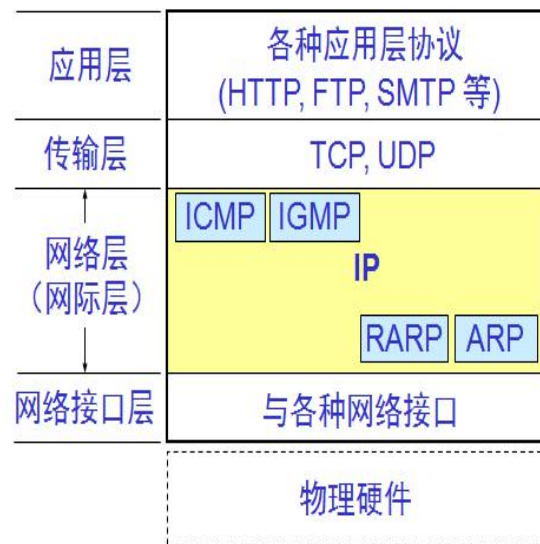 应用层
各种应用层协议
(HTTP, FTP, SMTP 等)
传输层
TCP, UDP
网络层
（网际层）
ICMP
IGMP
IP
RARP
ARP
网络接口层
与各种网络接口
物理硬件